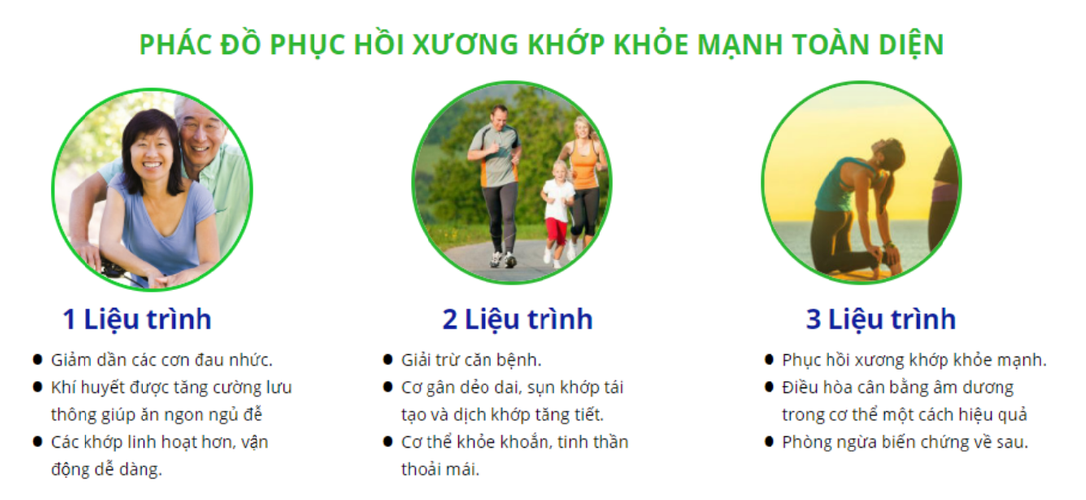 PHÁC ĐỒ PHỤC HỒI XƯƠNG KHỚP KHỎE MẠNH TOÀN DIỆN
1 Liệu trình
● Giảm dần các cơn đau nhức.
● Khí huyết được tăng cường lưu
thông giúp ăn ngon ngủ đễ
● Các khớp linh hoạt hơn, vận
động dễ dàng.
2 Liệu trình
● Giải trừ căn bệnh.
● Cơ gân dẻo dai, sụn khớp tái
tạo và dịch khớp tăng tiết.
● Cơ thể khỏe khoắn, tinh thần
thoải mái.
3 Liệu trình
● Phục hồi xương khớp khỏe mạnh.
● Điều hòa cân bằng âm dương
trong cơ thể một cách hiệu quả
● Phòng ngừa biến chứng về sau.